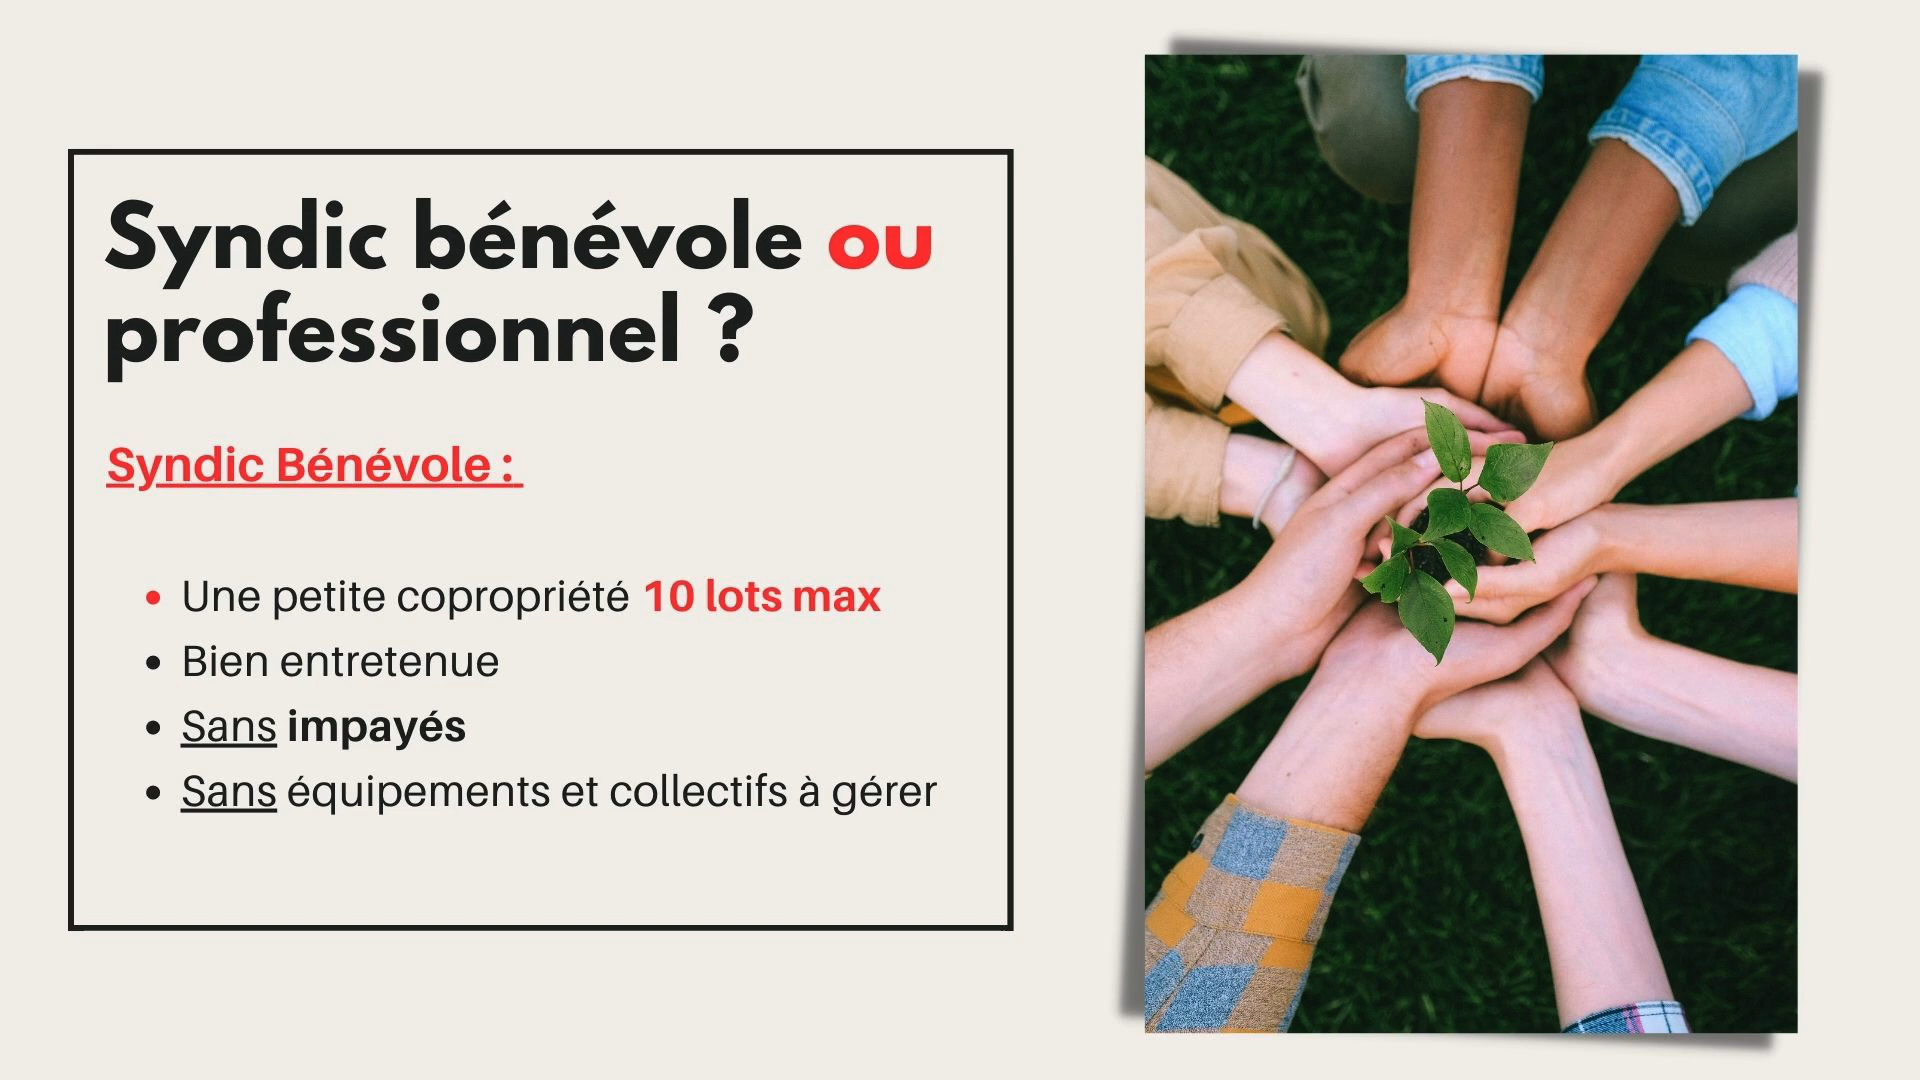 Syndic bénévole ou
professionnel ?
Syndic Bénévole :
• Une petite copropriété 10 lots max
• Bien entretenue
• Sans impayés
• Sans équipements et collectifs à gérer